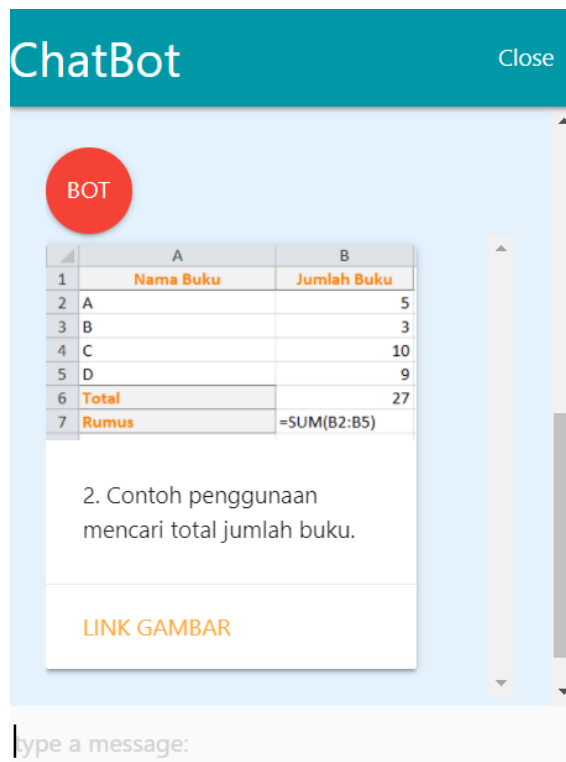 ChatBot Close
BOT
A B
1 Nama Buku Jumlah Buku
2 A 5
3 B 3
4 C 10
5 D 9
6 Total 27
7 Rumus =SUM(B2:B5)
2. Contoh penggunaan
mencari total jumlah buku.
LINK GAMBAR
type a message: